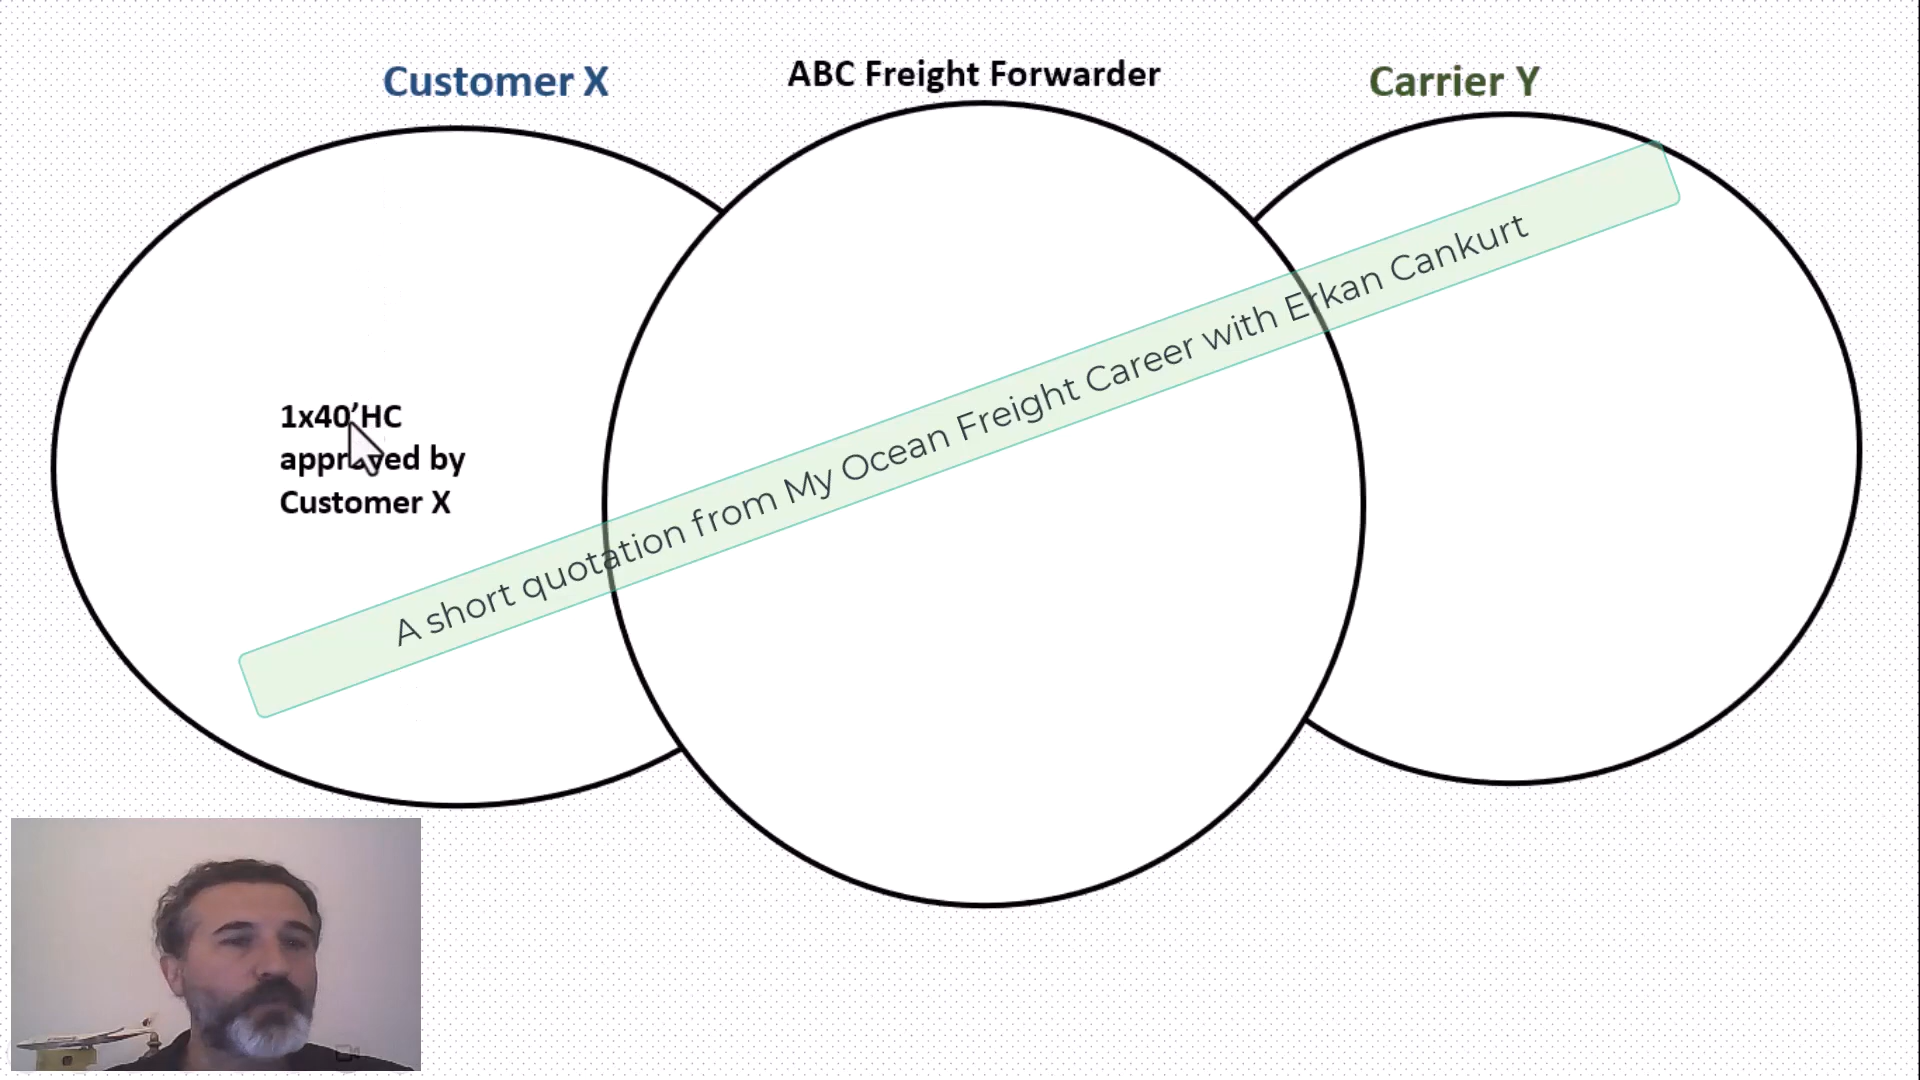 Customer X
ABC Freight Forwarder
Carrier Y
1x40’HC
approved by
Customer X
A short quotation from My Ocean Freight Career with Erkan Cankurt